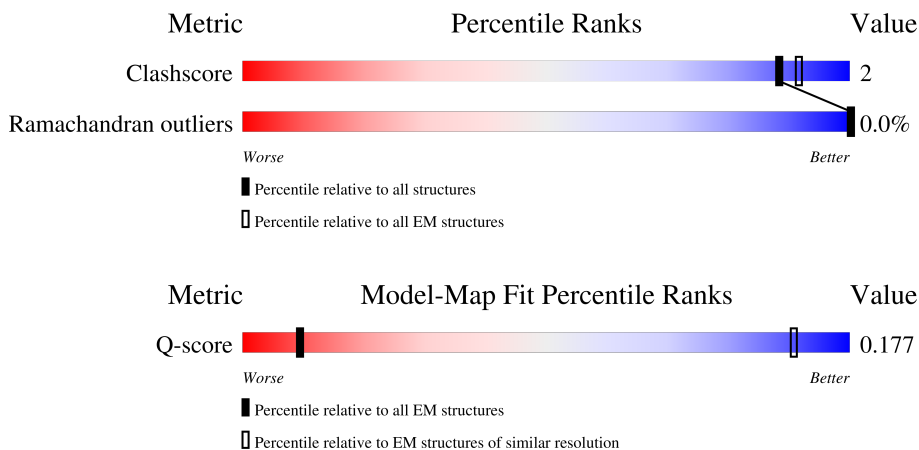 Metric Percentile Ranks Value
Clashscore 2
Ramachandran outliers 0.0%
Worse Better
Percentile relative to all structures
Percentile relative to all EM structures
Metric Model-Map Fit Percentile Ranks Value
Q-score 0.177
Worse Better
Percentile relative to all EM structures
Percentile relative to EM structures of similar resolution